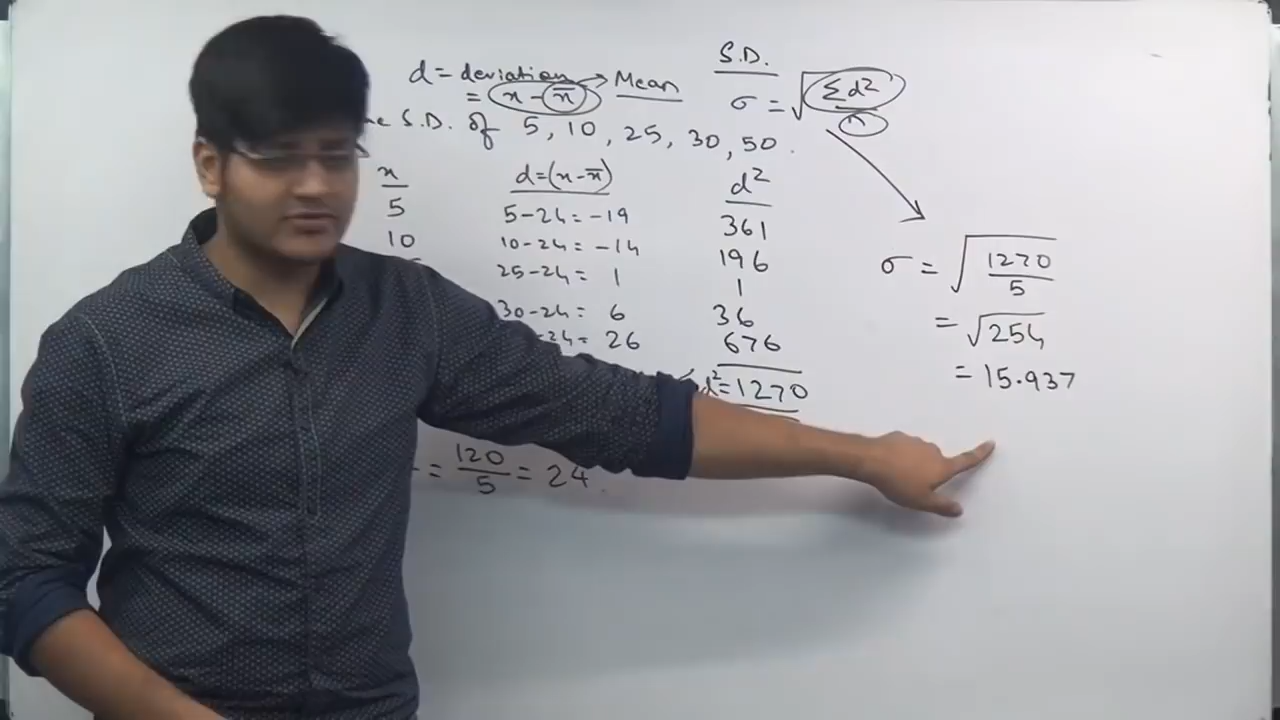 S.D.
d = deviation → Mean
= x - x̅
σ = √Σd²/n
S.D. of 5, 10, 25, 30, 50.
x d=(x-x̅) d²
5 5-24 = -19 361
10 10-24 = -14 196
25-24 = 1 1
30-24 = 6 36
-24 = 26 676
d² = 1270
= 120/5 = 24
σ = √1270/5
= √254
= 15.937